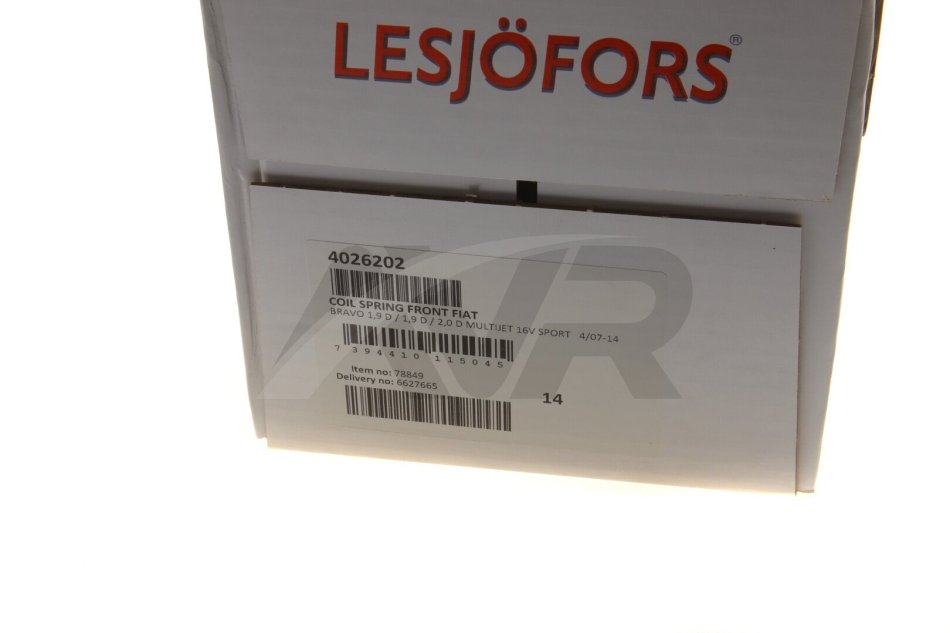 LESJÖFORS®
4026202
COIL SPRING FRONT FIAT
BRAVO 1,9 D / 1,9 D / 2,0 D MULTIJET 16V SPORT 4/07-14
7 394410 115045
Item no: 78849
Delivery no: 6627665
14
NR